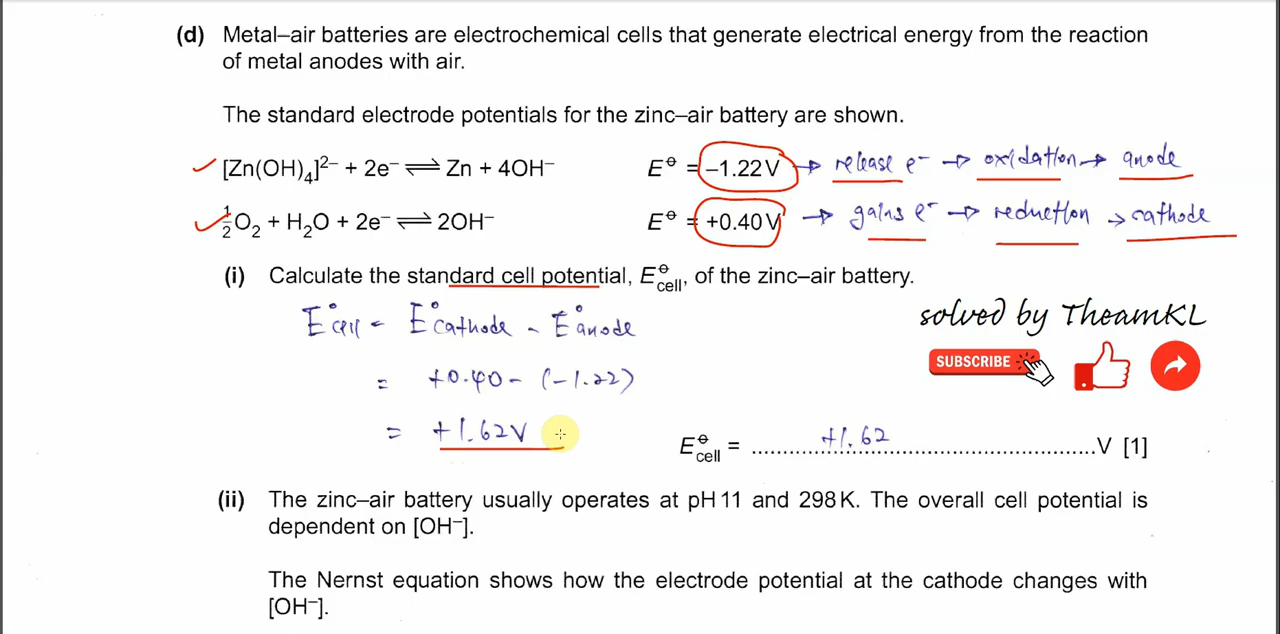 (d) Metal–air batteries are electrochemical cells that generate electrical energy from the reaction
of metal anodes with air.
The standard electrode potentials for the zinc–air battery are shown.
[Zn(OH)₄]²⁻ + 2e⁻ ⇌ Zn + 4OH⁻ E⦵ = –1.22 V → release e⁻ → oxidation → anode
½O₂ + H₂O + 2e⁻ ⇌ 2OH⁻ E⦵ = +0.40 V → gains e⁻ → reduction → cathode
(i) Calculate the standard cell potential, E⦵cell, of the zinc–air battery.
E°cell = E°cathode - E°anode
solved by TheamKL
SUBSCRIBE
= +0.40 - (-1.22)
= +1.62V
E⦵cell = ............+1.62............ V [1]
(ii) The zinc–air battery usually operates at pH 11 and 298 K. The overall cell potential is
dependent on [OH⁻].
The Nernst equation shows how the electrode potential at the cathode changes with
[OH⁻].